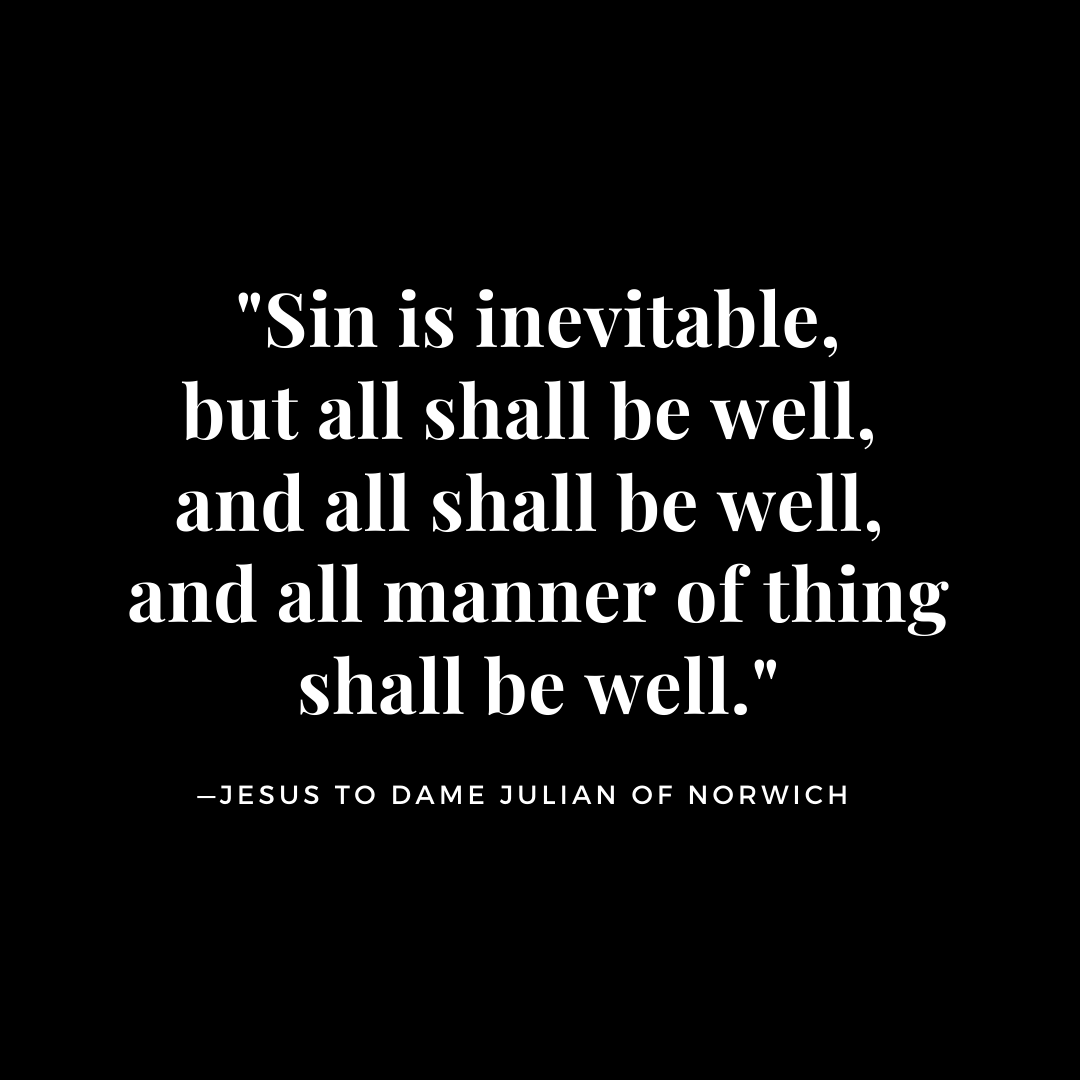 "Sin is inevitable,
but all shall be well,
and all shall be well,
and all manner of thing
shall be well."
—JESUS TO DAME JULIAN OF NORWICH